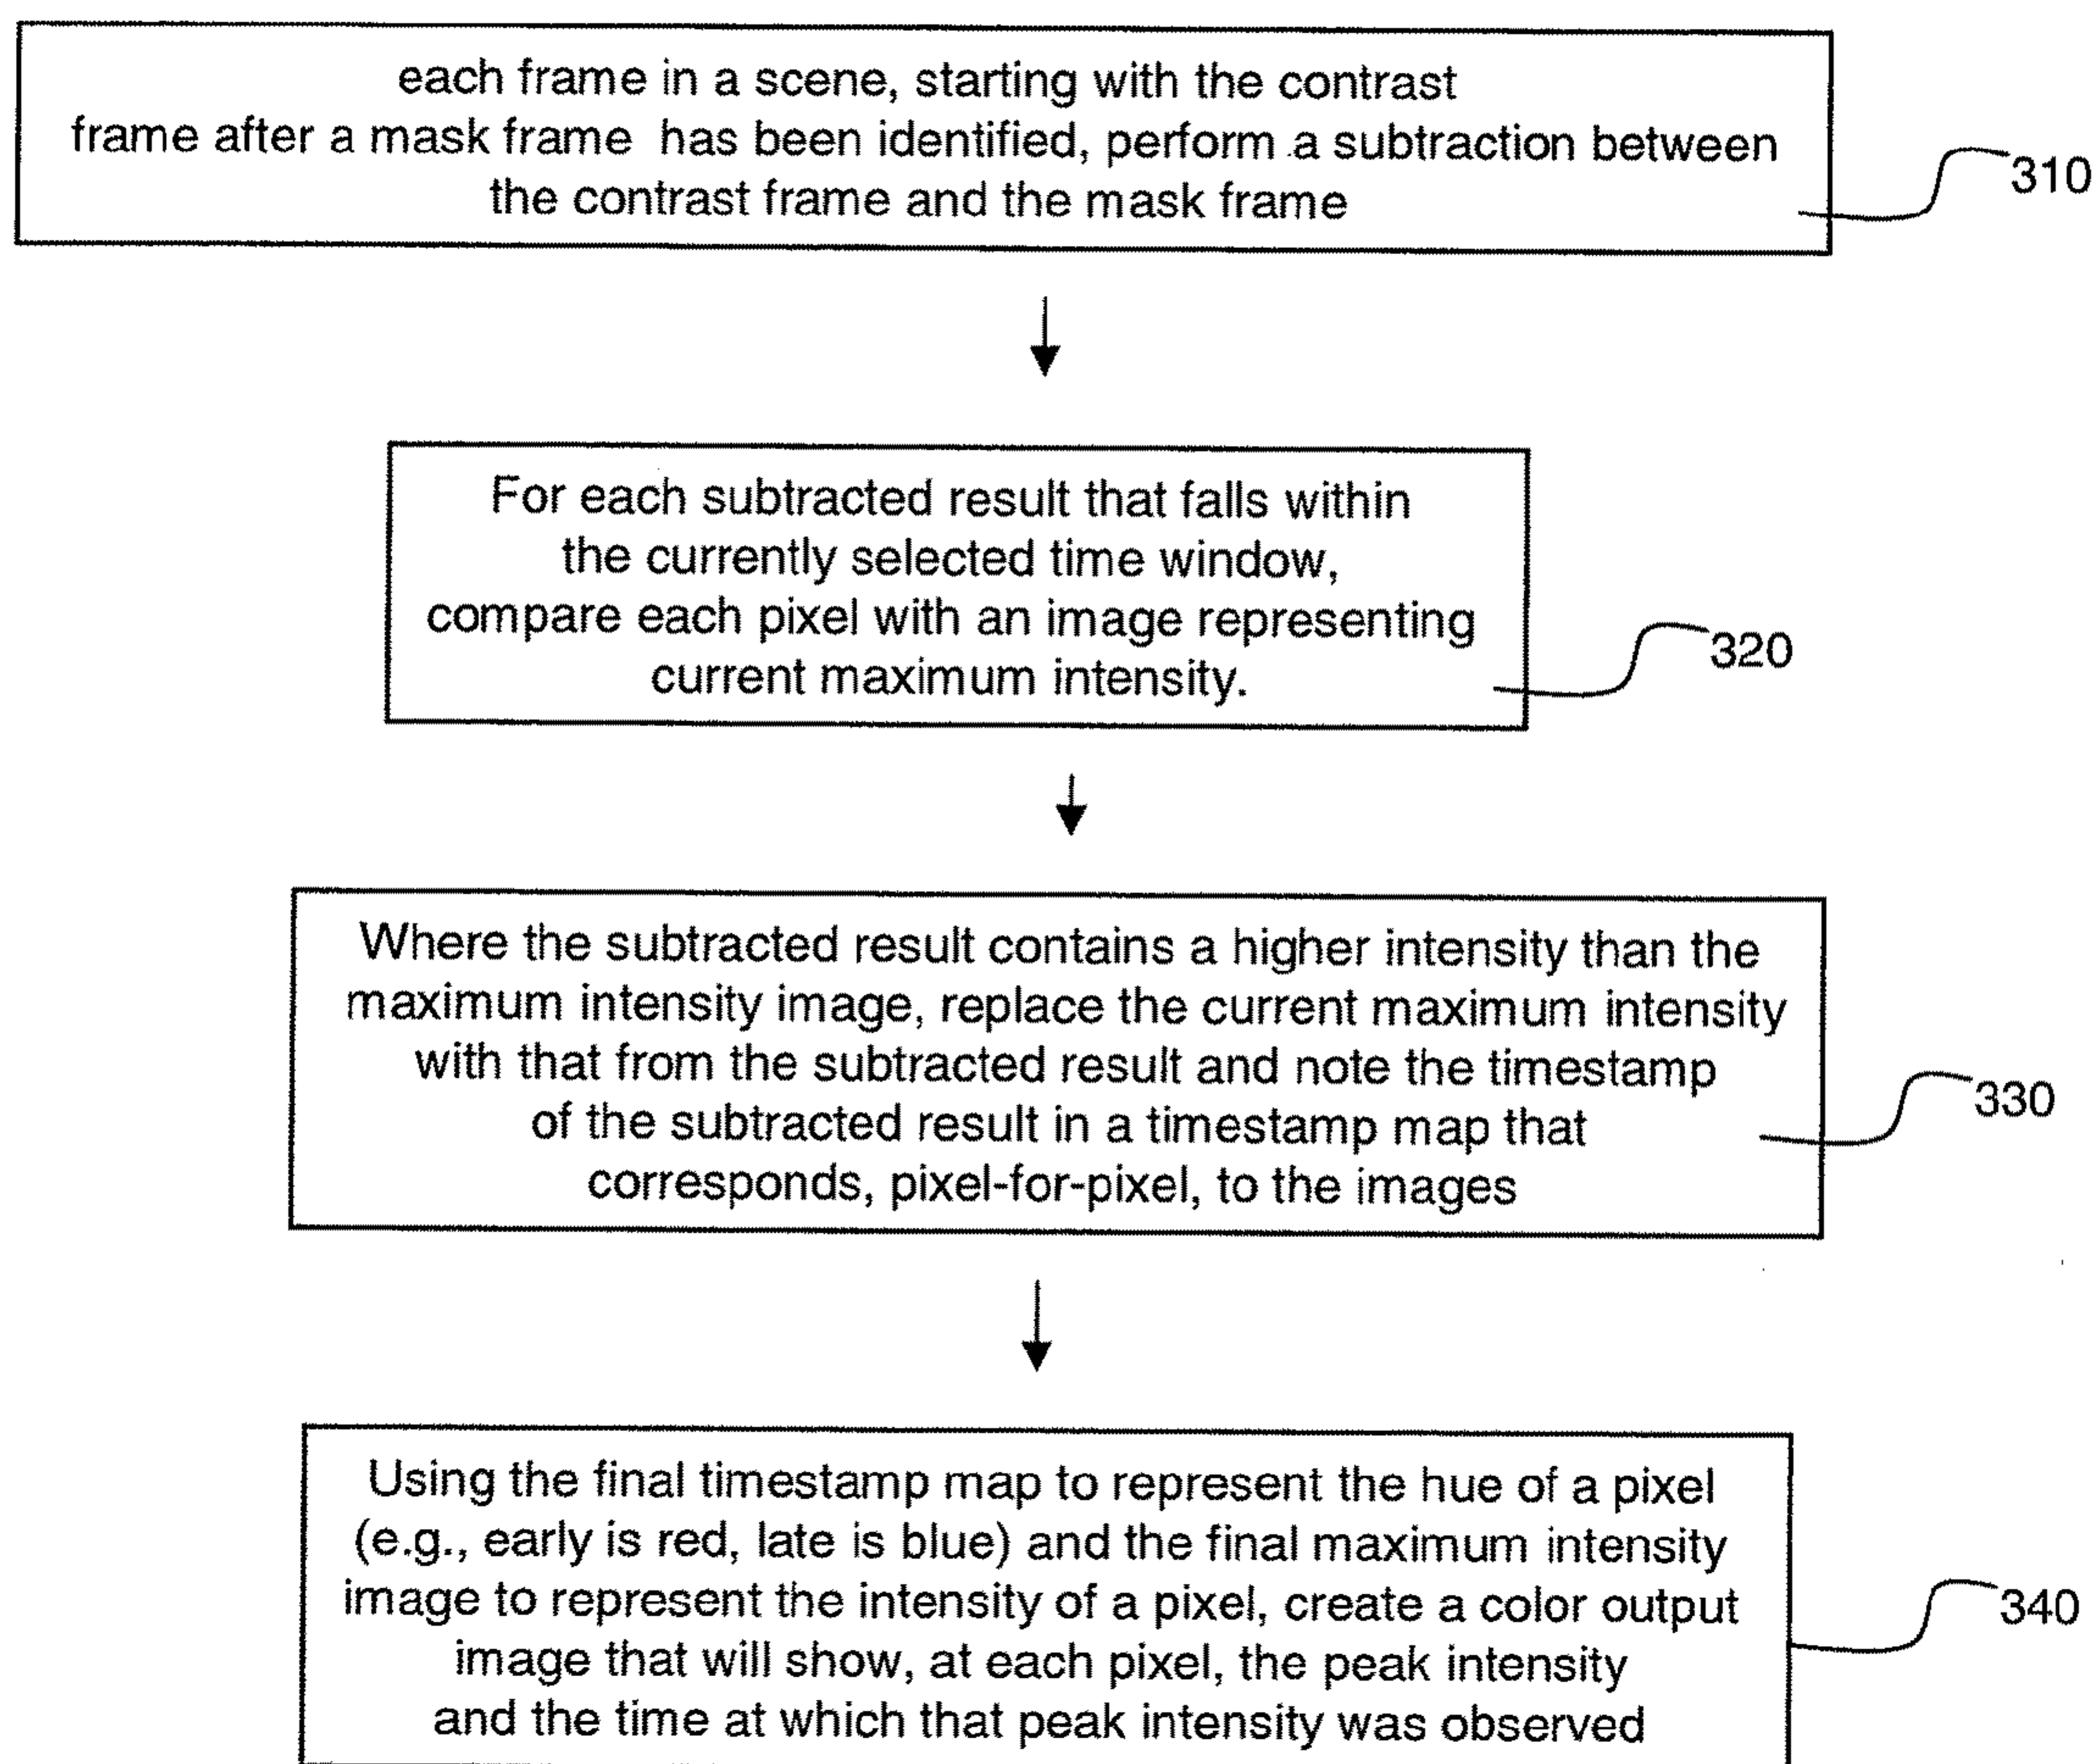 each frame in a scene, starting with the contrast
frame after a mask frame has been identified, perform a subtraction between
the contrast frame and the mask frame
310
For each subtracted result that falls within
the currently selected time window,
compare each pixel with an image representing
current maximum intensity.
320
Where the subtracted result contains a higher intensity than the
maximum intensity image, replace the current maximum intensity
with that from the subtracted result and note the timestamp
of the subtracted result in a timestamp map that
corresponds, pixel-for-pixel, to the images
330
Using the final timestamp map to represent the hue of a pixel
(e.g., early is red, late is blue) and the final maximum intensity
image to represent the intensity of a pixel, create a color output
image that will show, at each pixel, the peak intensity
and the time at which that peak intensity was observed
340